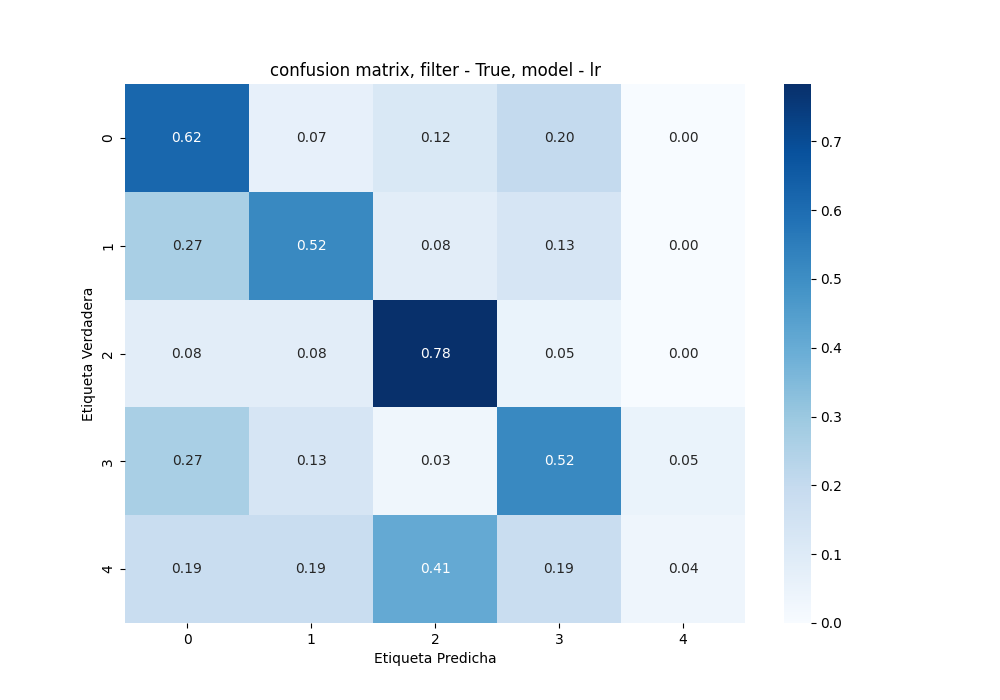 confusion matrix, filter - True, model - lr
Etiqueta Verdadera
0 0.62 0.07 0.12 0.20 0.00
1 0.27 0.52 0.08 0.13 0.00
2 0.08 0.08 0.78 0.05 0.00
3 0.27 0.13 0.03 0.52 0.05
4 0.19 0.19 0.41 0.19 0.04
0 1 2 3 4
Etiqueta Predicha
0.7
0.6
0.5
0.4
0.3
0.2
0.1
0.0